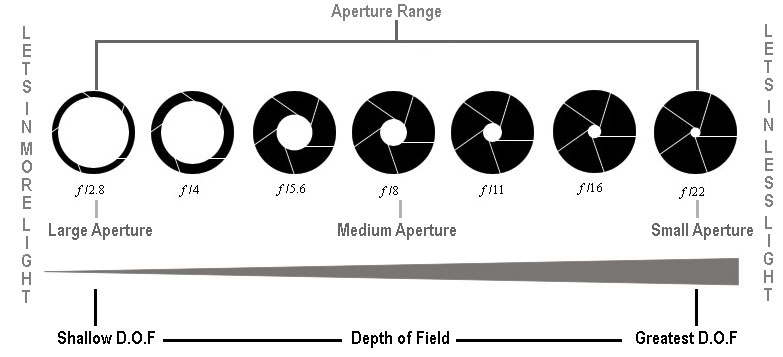 Aperture Range
LETS IN MORE LIGHT
LETS IN LESS LIGHT
f/2.8 f/4 f/5.6 f/8 f/11 f/16 f/22
Large Aperture Medium Aperture Small Aperture
Shallow D.O.F Depth of Field Greatest D.O.F